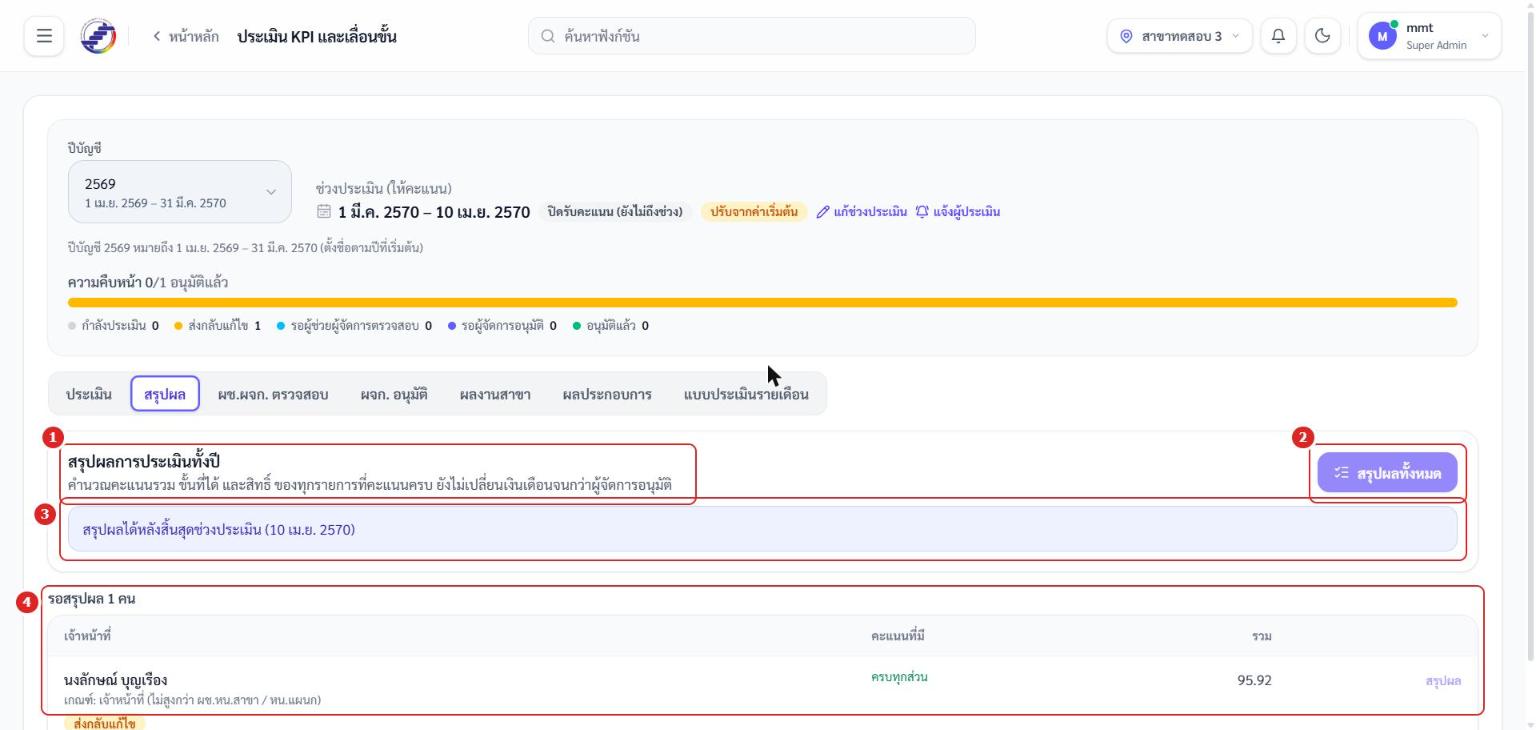 หน้าหลัก ประเมิน KPI และเลื่อนขั้น ค้นหาฟังก์ชัน สาขาทดสอบ 3 M mmt
Super Admin
ปีบัญชี
2569
1 เม.ย. 2569 – 31 มี.ค. 2570
ช่วงประเมิน (ให้คะแนน)
1 มี.ค. 2570 – 10 เม.ย. 2570 ปิดรับคะแนน (ยังไม่ถึงช่วง) ปรับจากค่าเริ่มต้น แก้ช่วงประเมิน แจ้งผู้ประเมิน
ปีบัญชี 2569 หมายถึง 1 เม.ย. 2569 – 31 มี.ค. 2570 (ตั้งชื่อตามปีที่เริ่มต้น)
ความคืบหน้า 0/1 อนุมัติแล้ว
กำลังประเมิน 0 ส่งกลับแก้ไข 1 รอผู้ช่วยผู้จัดการตรวจสอบ 0 รอผู้จัดการอนุมัติ 0 อนุมัติแล้ว 0
ประเมิน สรุปผล ผช.ผจก. ตรวจสอบ ผจก. อนุมัติ ผลงานสาขา ผลประกอบการ แบบประเมินรายเดือน
1
2
สรุปผลการประเมินทั้งปี
คำนวณคะแนนรวม ขั้นที่ได้ และสิทธิ์ ของทุกรายการที่คะแนนครบ ยังไม่เปลี่ยนเงินเดือนจนกว่าผู้จัดการอนุมัติ
สรุปผลทั้งหมด
3
สรุปผลได้หลังสิ้นสุดช่วงประเมิน (10 เม.ย. 2570)
4
รอสรุปผล 1 คน
เจ้าหน้าที่ คะแนนที่มี รวม
นงลักษณ์ บุญเรือง ครบทุกส่วน 95.92 สรุปผล
เกณฑ์: เจ้าหน้าที่ (ไม่สูงกว่า ผช.หน.สาขา / หน.แผนก)
ส่งกลับแก้ไข